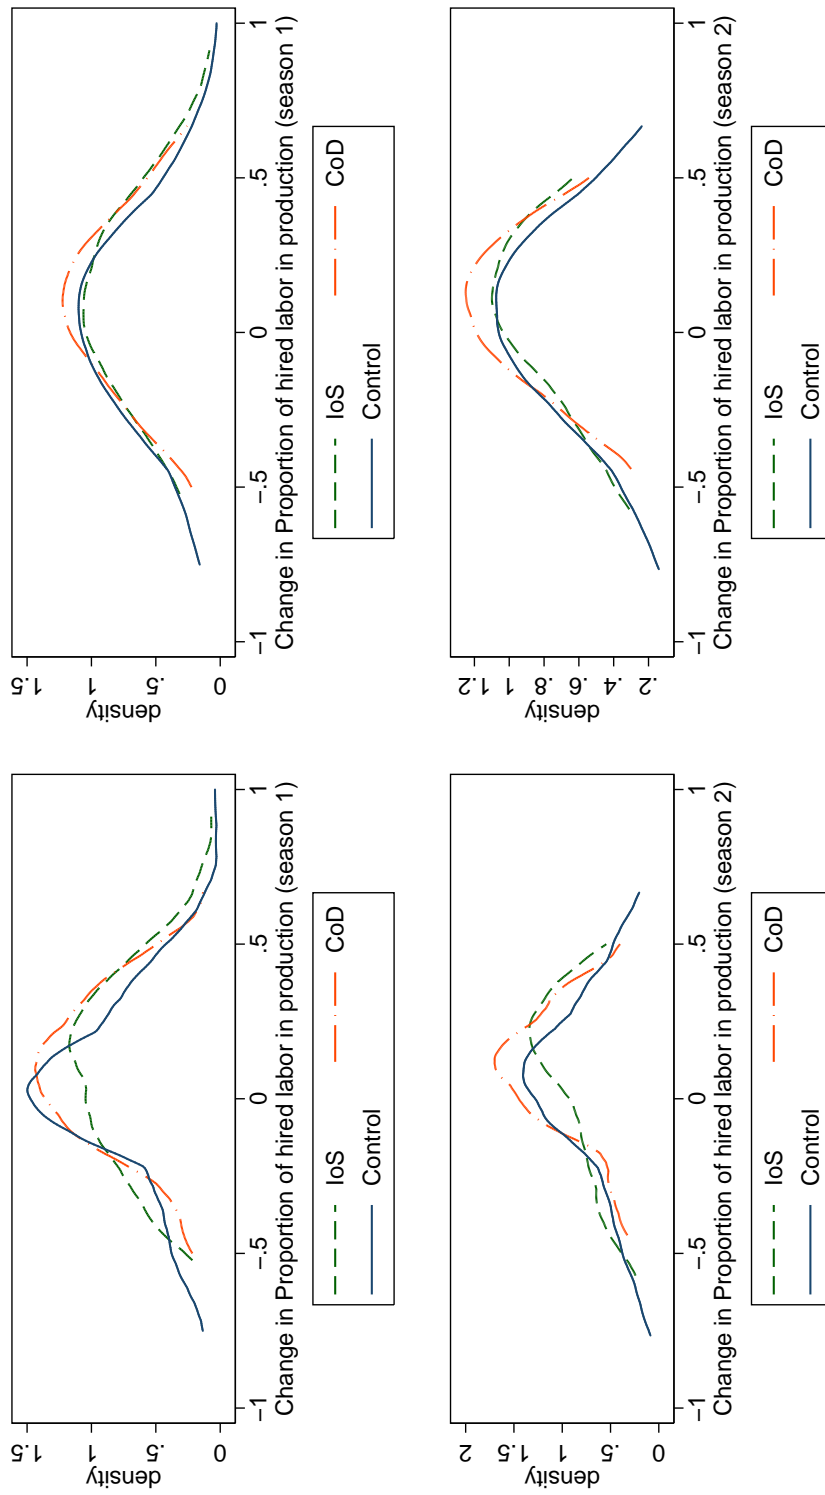 density
1.5
1
.5
0
−1 −.5 0 .5 1
Change in Proportion of hired labor in production (season 1)
IoS CoD
Control
density
1.5
1
.5
0
−1 −.5 0 .5 1
Change in Proportion of hired labor in production (season 1)
IoS CoD
Control
density
2
1.5
1
.5
0
−1 −.5 0 .5 1
Change in Proportion of hired labor in production (season 2)
IoS CoD
Control
density
1.2
1
.8
.6
.4
.2
−1 −.5 0 .5 1
Change in Proportion of hired labor in production (season 2)
IoS CoD
Control